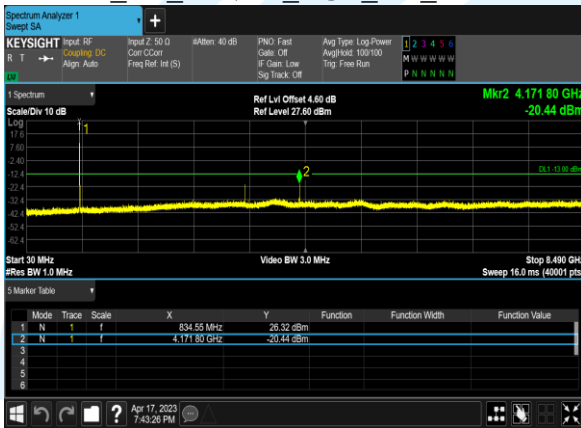 Spectrum Analyzer 1
Swept SA
KEYSIGHT Input: RF Input Z: 50 Ω #Atten: 40 dB PNO: Fast Avg Type: Log-Power 1 2 3 4 5 6
R T Coupling: DC Corr CCorr Gate: Off Avg|Hold: 100/100 M W W W W W
Align: Auto Freq Ref: Int (S) IF Gain: Low Trig: Free Run
LV Sig Track: Off P N N N N N
1 Spectrum Ref Lvl Offset 4.60 dB Mkr2 4.171 80 GHz
Scale/Div 10 dB Ref Level 27.60 dBm -20.44 dBm
Log
17.6 1
7.60
-2.40
DL1 -13.00 dBm
-12.4 2
-22.4
-32.4
-42.4
-52.4
-62.4
Start 30 MHz Video BW 3.0 MHz Stop 8.490 GHz
#Res BW 1.0 MHz Sweep 16.0 ms (40001 pts
5 Marker Table
Mode Trace Scale X Y Function Function Width Function Value
1 N 1 f 834.55 MHz 26.32 dBm
2 N 1 f 4.171 80 GHz -20.44 dBm
3
4
5
6
? Apr 17, 2023
7:43:26 PM